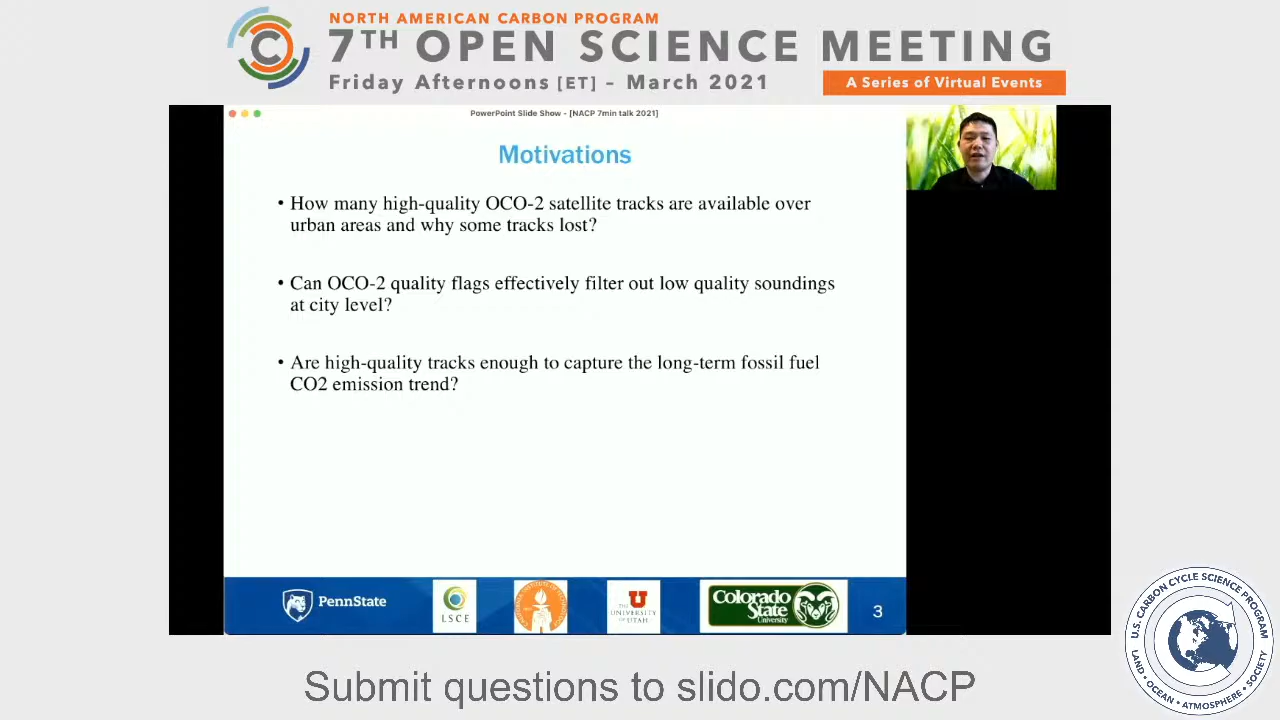 NORTH AMERICAN CARBON PROGRAM
7TH OPEN SCIENCE MEETING
Friday Afternoons [ET] – March 2021
A Series of Virtual Events
PowerPoint Slide Show - [NACP 7min talk 2021]
Motivations
• How many high-quality OCO-2 satellite tracks are available over
urban areas and why some tracks lost?
• Can OCO-2 quality flags effectively filter out low quality soundings
at city level?
• Are high-quality tracks enough to capture the long-term fossil fuel
CO2 emission trend?
PennState
LSCE
THE
UNIVERSITY
OF UTAH
Colorado
State
University
3
U.S. CARBON CYCLE SCIENCE PROGRAM
LAND • OCEAN • ATMOSPHERE • SOCIETY
Submit questions to slido.com/NACP